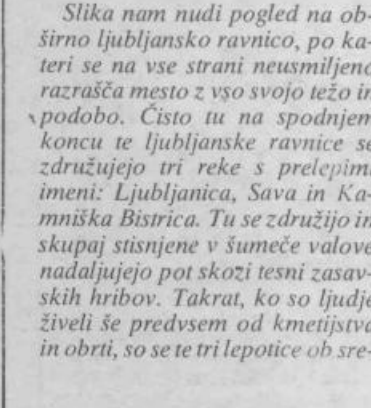 Slika nam nudi pogled na ob-
širno ljubljansko ravnico, po ka-
teri se na vse strani neusmiljeno
razrašča mesto z vso svojo težo in
podobo. Čisto tu na spodnjem
koncu te ljubljanske ravnice se
združujejo tri reke s prelepimi
imeni: Ljubljanica, Sava in Ka-
mniška Bistrica. Tu se združijo in
skupaj stisnjene v šumeče valove
nadaljujejo pot skozi tesni zasav-
skih hribov. Takrat, ko so ljudje
živeli še predvsem od kmetijstva
in obrti, so se te tri lepotice ob sre-